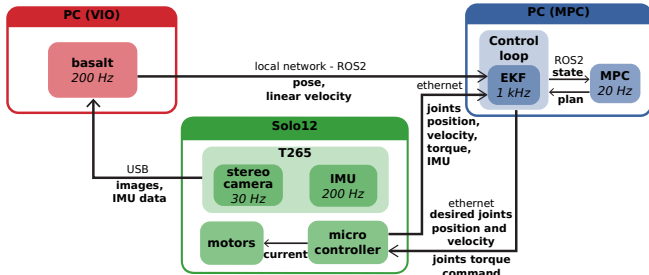 PC (VIO)
basalt
200 Hz
local network - ROS2
pose,
linear velocity
PC (MPC)
Control
loop
EKF
1 kHz
ROS2
state
plan
MPC
20 Hz
ethernet
joints
position,
velocity,
torque,
IMU
Solo12
T265
stereo
camera
30 Hz
IMU
200 Hz
USB
images,
IMU data
motors
current
micro
controller
ethernet
desired joints
position and
velocity
joints torque
command